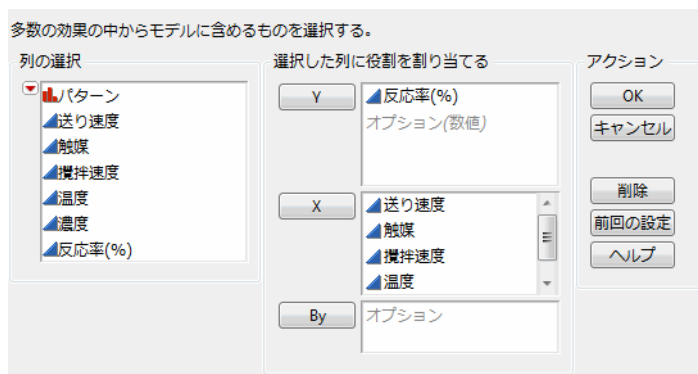 多数の効果の中からモデルに含めるものを選択する。
列の選択
パターン
送り速度
触媒
攪拌速度
温度
濃度
反応率(%)
選択した列に役割を割り当てる
Y
反応率(%)
オプション(数値)
X
送り速度
触媒
攪拌速度
温度
By
オプション
アクション
OK
キャンセル
削除
前回の設定
ヘルプ